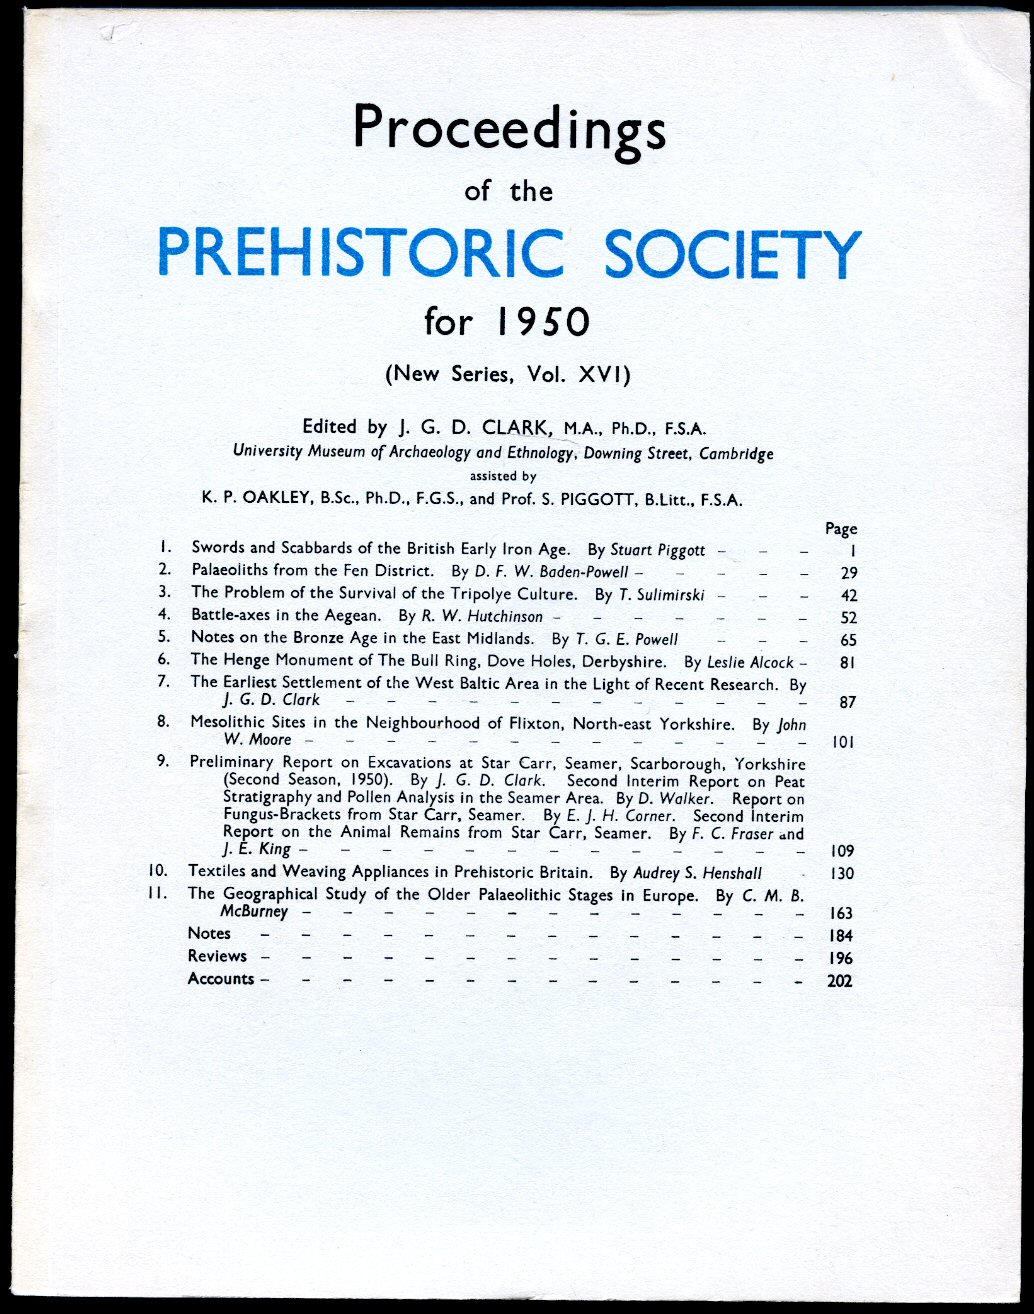 Proceedings
of the
PREHISTORIC SOCIETY
for 1950
(New Series, Vol. XVI)
Edited by J. G. D. CLARK, M.A., Ph.D., F.S.A.
University Museum of Archaeology and Ethnology, Downing Street, Cambridge
assisted by
K. P. OAKLEY, B.Sc., Ph.D., F.G.S., and Prof. S. PIGGOTT, B.Litt., F.S.A.
Page
1. Swords and Scabbards of the British Early Iron Age. By Stuart Piggott – – – 1
2. Palaeoliths from the Fen District. By D. F. W. Baden-Powell – – – – – 29
3. The Problem of the Survival of the Tripolye Culture. By T. Sulimirski – – – 42
4. Battle-axes in the Aegean. By R. W. Hutchinson – – – – – – – 52
5. Notes on the Bronze Age in the East Midlands. By T. G. E. Powell – – – 65
6. The Henge Monument of The Bull Ring, Dove Holes, Derbyshire. By Leslie Alcock – 81
7. The Earliest Settlement of the West Baltic Area in the Light of Recent Research. By
J. G. D. Clark – – – – – – – – – – – – 87
8. Mesolithic Sites in the Neighbourhood of Flixton, North-east Yorkshire. By John
W. Moore – – – – – – – – – – – – – 101
9. Preliminary Report on Excavations at Star Carr, Seamer, Scarborough, Yorkshire
(Second Season, 1950). By J. G. D. Clark. Second Interim Report on Peat
Stratigraphy and Pollen Analysis in the Seamer Area. By D. Walker. Report on
Fungus-Brackets from Star Carr, Seamer. By E. J. H. Corner. Second Interim
Report on the Animal Remains from Star Carr, Seamer. By F. C. Fraser and
J. E. King – – – – – – – – – – – – – 109
10. Textiles and Weaving Appliances in Prehistoric Britain. By Audrey S. Henshall - 130
11. The Geographical Study of the Older Palaeolithic Stages in Europe. By C. M. B.
McBurney – – – – – – – – – – – – – 163
Notes – – – – – – – – – – – – – – 184
Reviews – – – – – – – – – – – – – – 196
Accounts – – – – – – – – – – – – – – 202